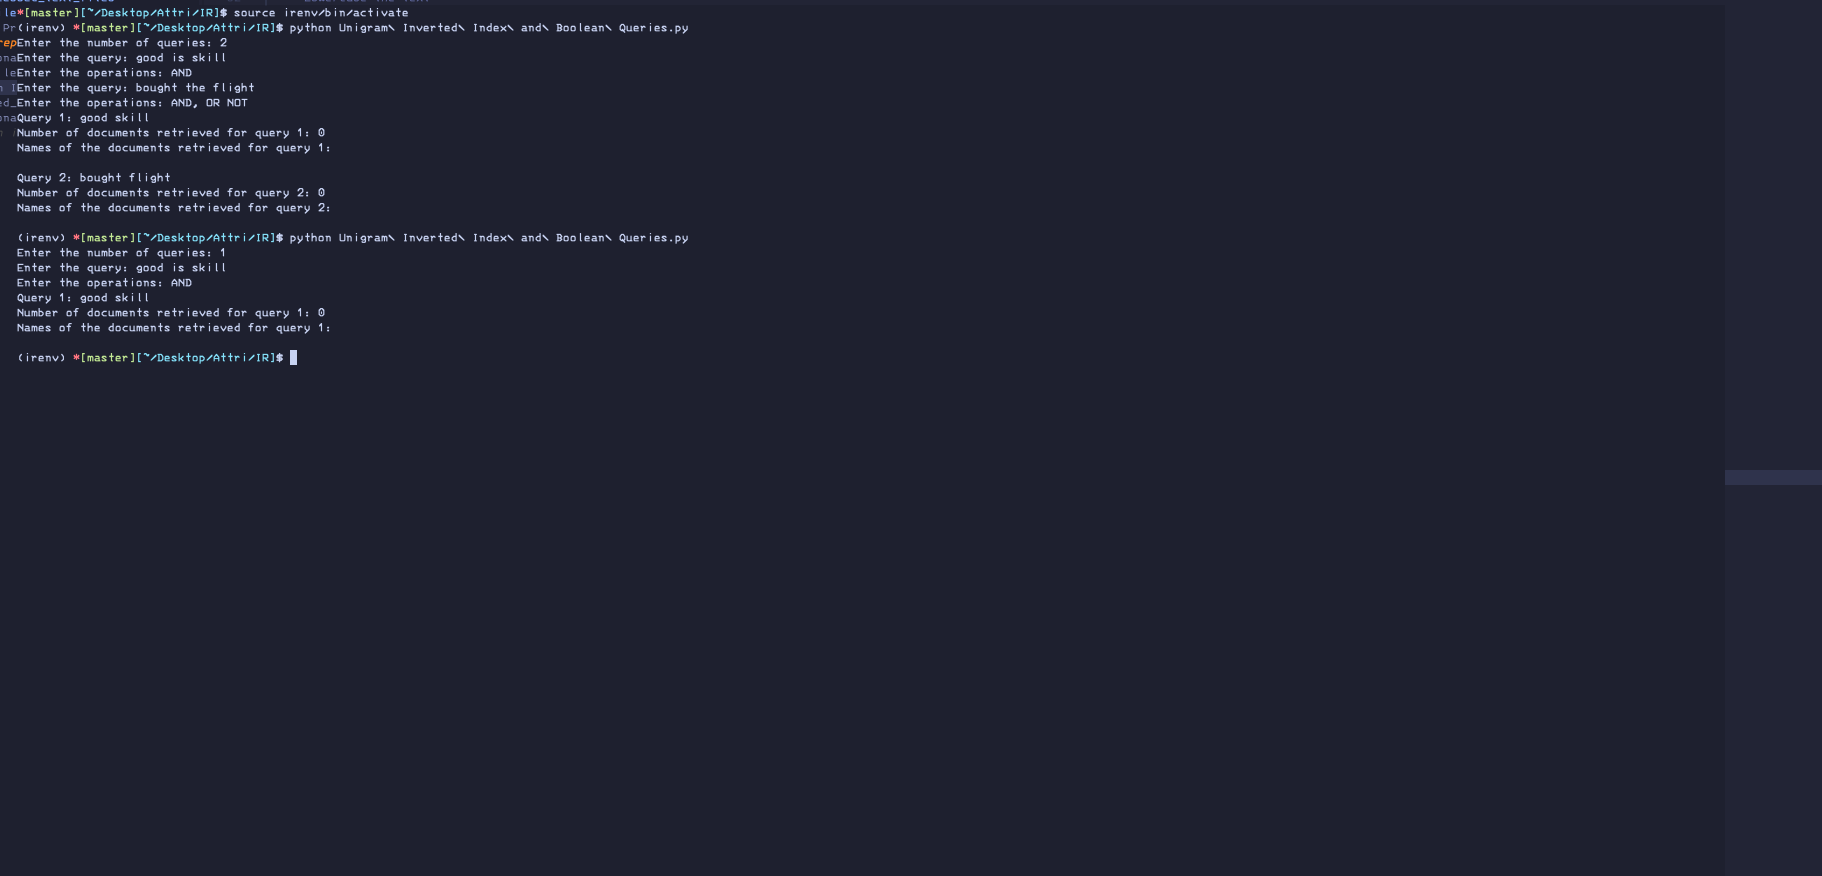 le*[master][~/Desktop/Attri/IR]$ source irenv/bin/activate
Pr(irenv) *[master][~/Desktop/Attri/IR]$ python Unigram\ Inverted\ Index\ and\ Boolean\ Queries.py
repEnter the number of queries: 2
onaEnter the query: good is skill
leEnter the operations: AND
n IEnter the query: bought the flight
ed_Enter the operations: AND, OR NOT
onaQuery 1: good skill
Number of documents retrieved for query 1: 0
Names of the documents retrieved for query 1:
Query 2: bought flight
Number of documents retrieved for query 2: 0
Names of the documents retrieved for query 2:
(irenv) *[master][~/Desktop/Attri/IR]$ python Unigram\ Inverted\ Index\ and\ Boolean\ Queries.py
Enter the number of queries: 1
Enter the query: good is skill
Enter the operations: AND
Query 1: good skill
Number of documents retrieved for query 1: 0
Names of the documents retrieved for query 1:
(irenv) *[master][~/Desktop/Attri/IR]$